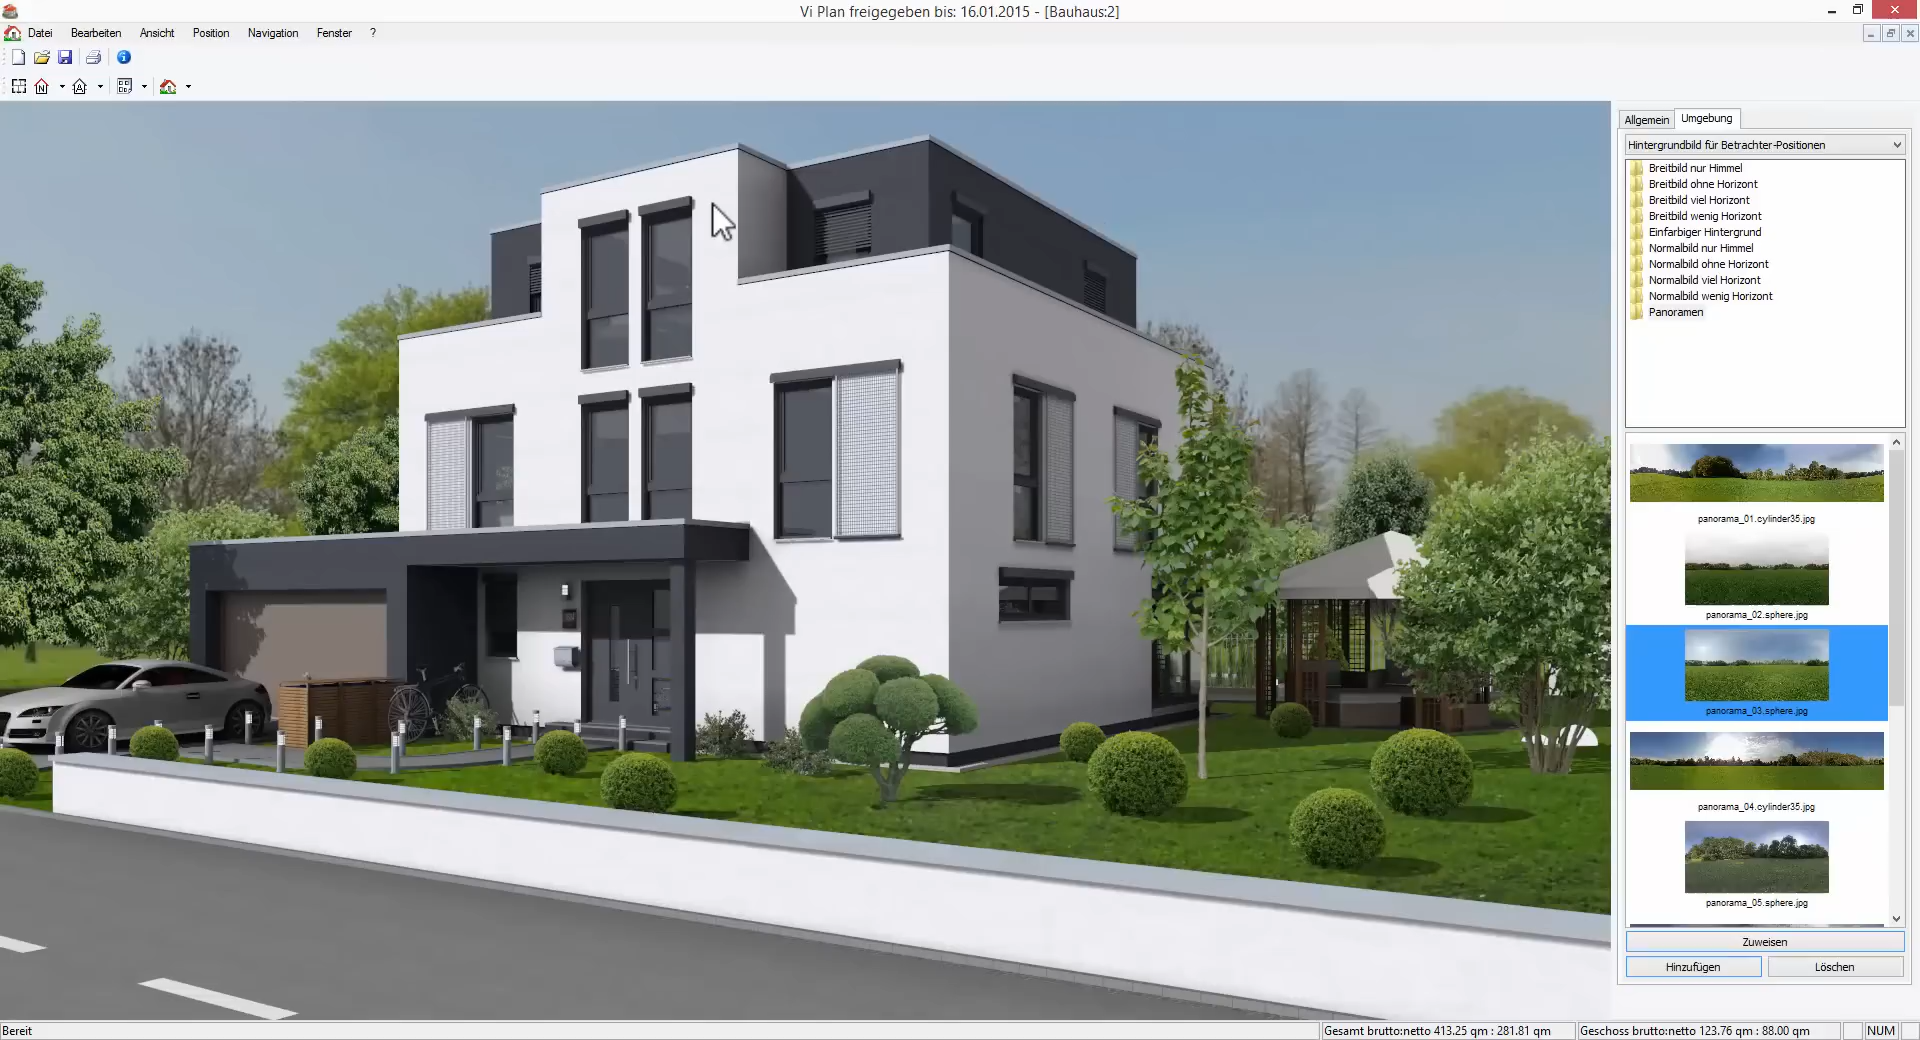 Vi Plan freigegeben bis: 16.01.2015 - [Bauhaus:2]
Datei Bearbeiten Ansicht Position Navigation Fenster ?
Allgemein Umgebung
Hintergrundbild für Betrachter-Positionen
Breitbild nur Himmel
Breitbild ohne Horizont
Breitbild viel Horizont
Breitbild wenig Horizont
Einfarbiger Hintergrund
Normalbild nur Himmel
Normalbild ohne Horizont
Normalbild viel Horizont
Normalbild wenig Horizont
Panoramen
panorama_01.cylinder35.jpg
panorama_02.sphere.jpg
panorama_03.sphere.jpg
panorama_04.cylinder35.jpg
panorama_05.sphere.jpg
Zuweisen
Hinzufügen Löschen
Bereit Gesamt brutto:netto 413.25 qm : 281.81 qm Geschoss brutto:netto 123.76 qm : 88.00 qm NUM